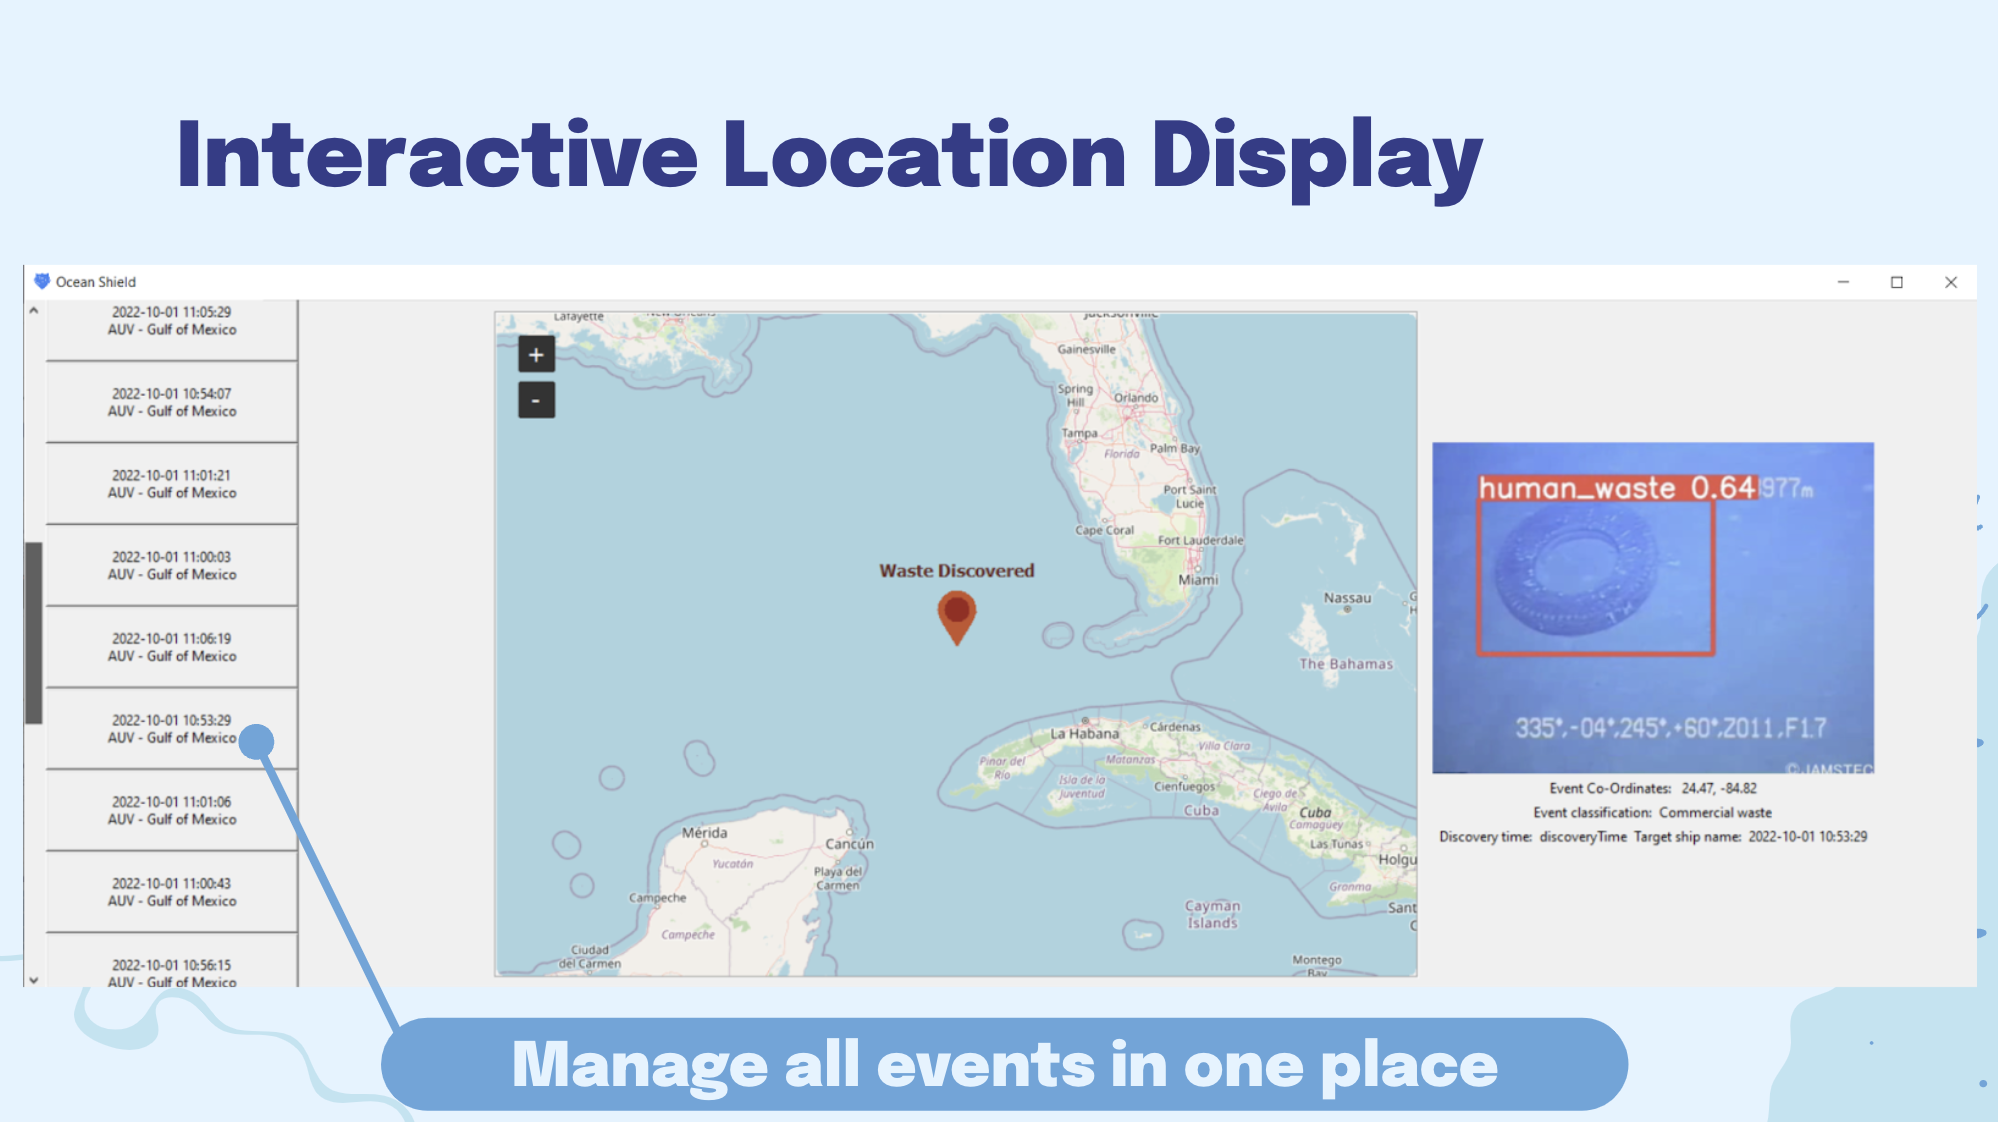 Interactive Location Display
Ocean Shield
2022-10-01 11:05:29
AUV - Gulf of Mexico
2022-10-01 10:54:07
AUV - Gulf of Mexico
2022-10-01 11:01:21
AUV - Gulf of Mexico
2022-10-01 11:00:03
AUV - Gulf of Mexico
2022-10-01 11:06:19
AUV - Gulf of Mexico
2022-10-01 10:53:29
AUV - Gulf of Mexico
2022-10-01 11:01:06
AUV - Gulf of Mexico
2022-10-01 11:00:43
AUV - Gulf of Mexico
2022-10-01 10:56:15
AUV - Gulf of Mexico
+
-
Lafayette
New Orleans
Jacksonville
Gainesville
Spring
Hill
Orlando
Tampa
Florida
Palm Bay
Port Saint
Lucie
Cape Coral
Fort Lauderdale
Miami
Waste Discovered
Nassau
The Bahamas
La Habana
Cárdenas
Villa Clara
Pinar del
Río
Matanzas
Isla de la
Juventud
Cienfuegos
Ciego de
Ávila
Cuba
Cuba
Camagüey
Las Tunas
Holgu
Granma
Sant
Mérida
Cancún
Yucatán
Playa del
Carmen
Campeche
Campeche
Cayman
Islands
Ciudad
del Carmen
Montego
Bay
human_waste 0.64
977m
335°,-04°,245°,+60°,Z011,F1.7
©JAMSTEC
Event Co-Ordinates: 24.47, -84.82
Event classification: Commercial waste
Discovery time: discoveryTime Target ship name: 2022-10-01 10:53:29
Manage all events in one place